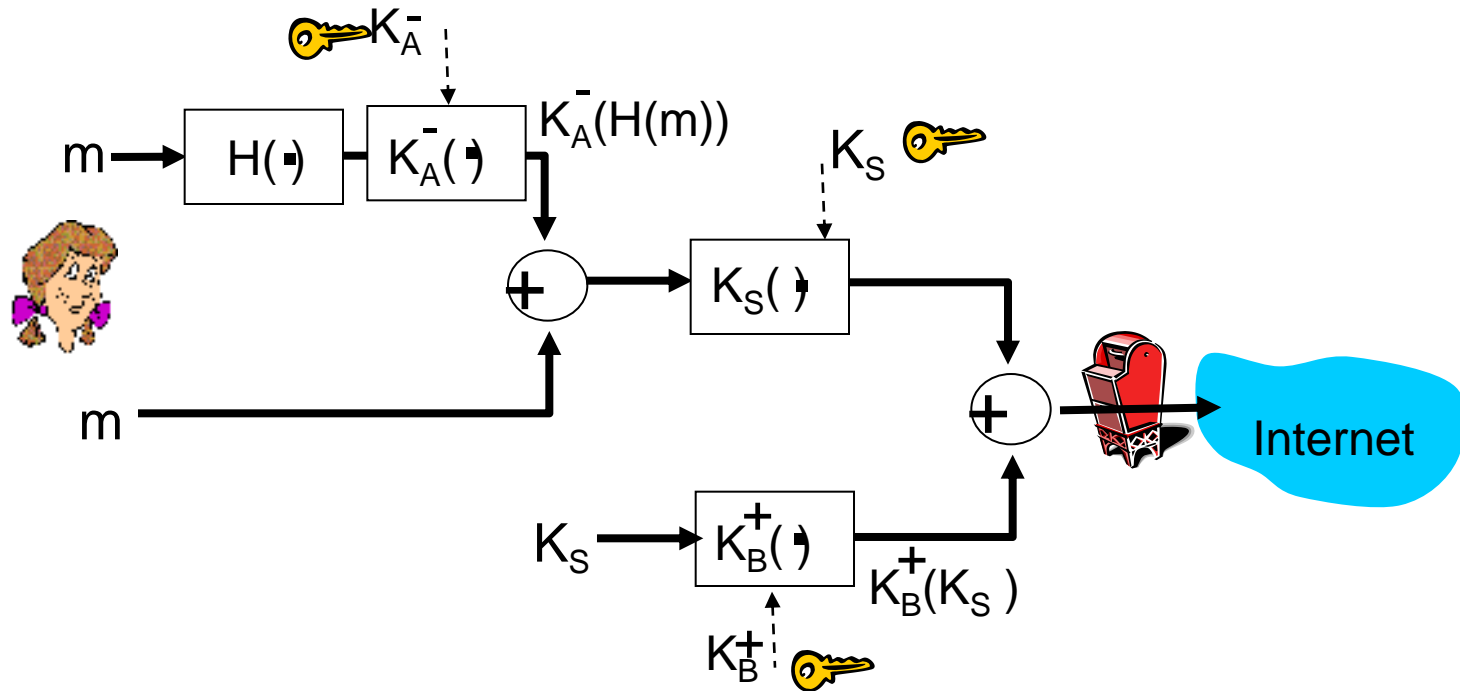 K_A^-
m
H(·)
K_A^-(·)
K_A^-(H(m))
K_S
+
K_S(·)
m
+
Internet
K_S
K_B^+(·)
K_B^+(K_S )
K_B^+